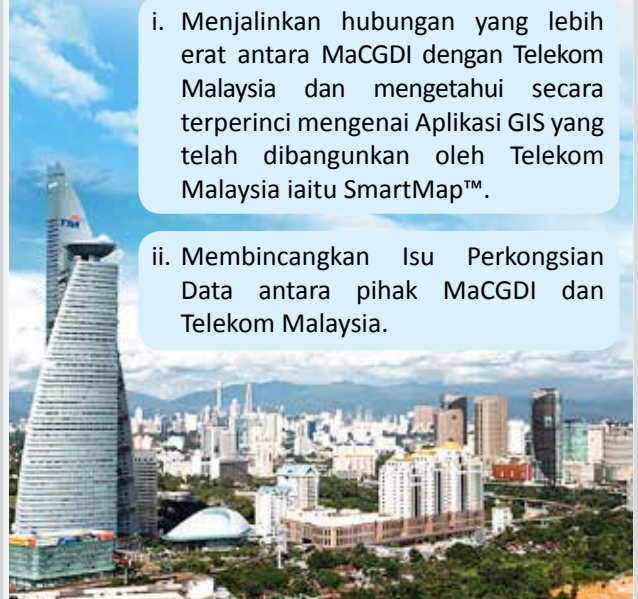 i. Menjalinkan hubungan yang lebih
erat antara MaCGDI dengan Telekom
Malaysia dan mengetahui secara
terperinci mengenai Aplikasi GIS yang
telah dibangunkan oleh Telekom
Malaysia iaitu SmartMap™.
ii. Membincangkan Isu Perkongsian
Data antara pihak MaCGDI dan
Telekom Malaysia.
TM